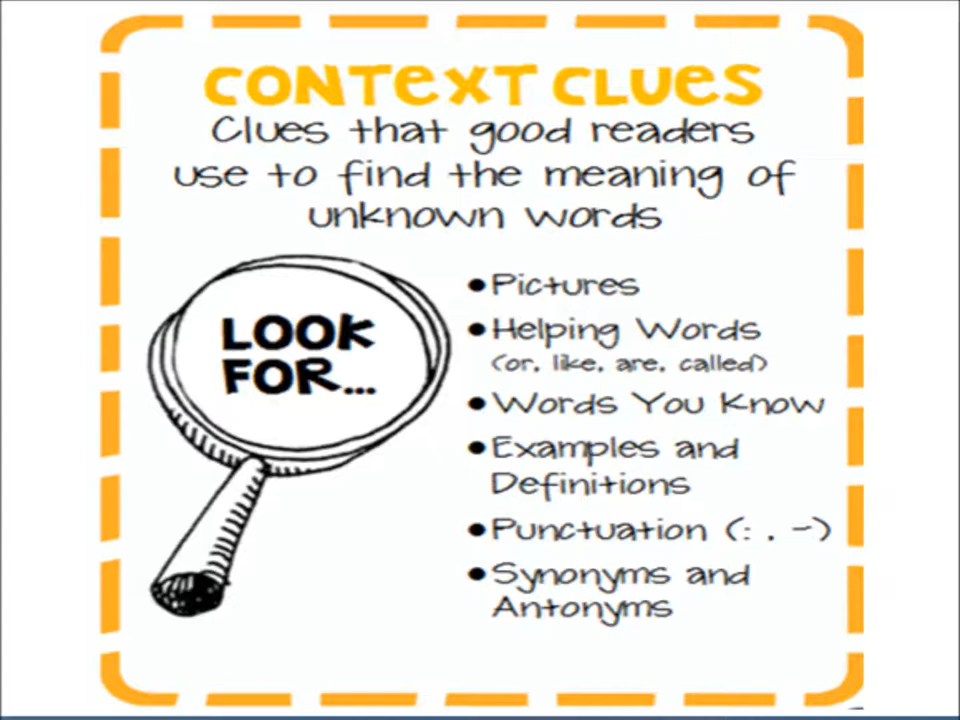 CONTEXT CLUES
Clues that good readers
use to find the meaning of
unknown words
LOOK
FOR...
•Pictures
•Helping Words
(or, like, are, called)
•Words You Know
•Examples and
Definitions
•Punctuation (: , -)
•Synonyms and
Antonyms